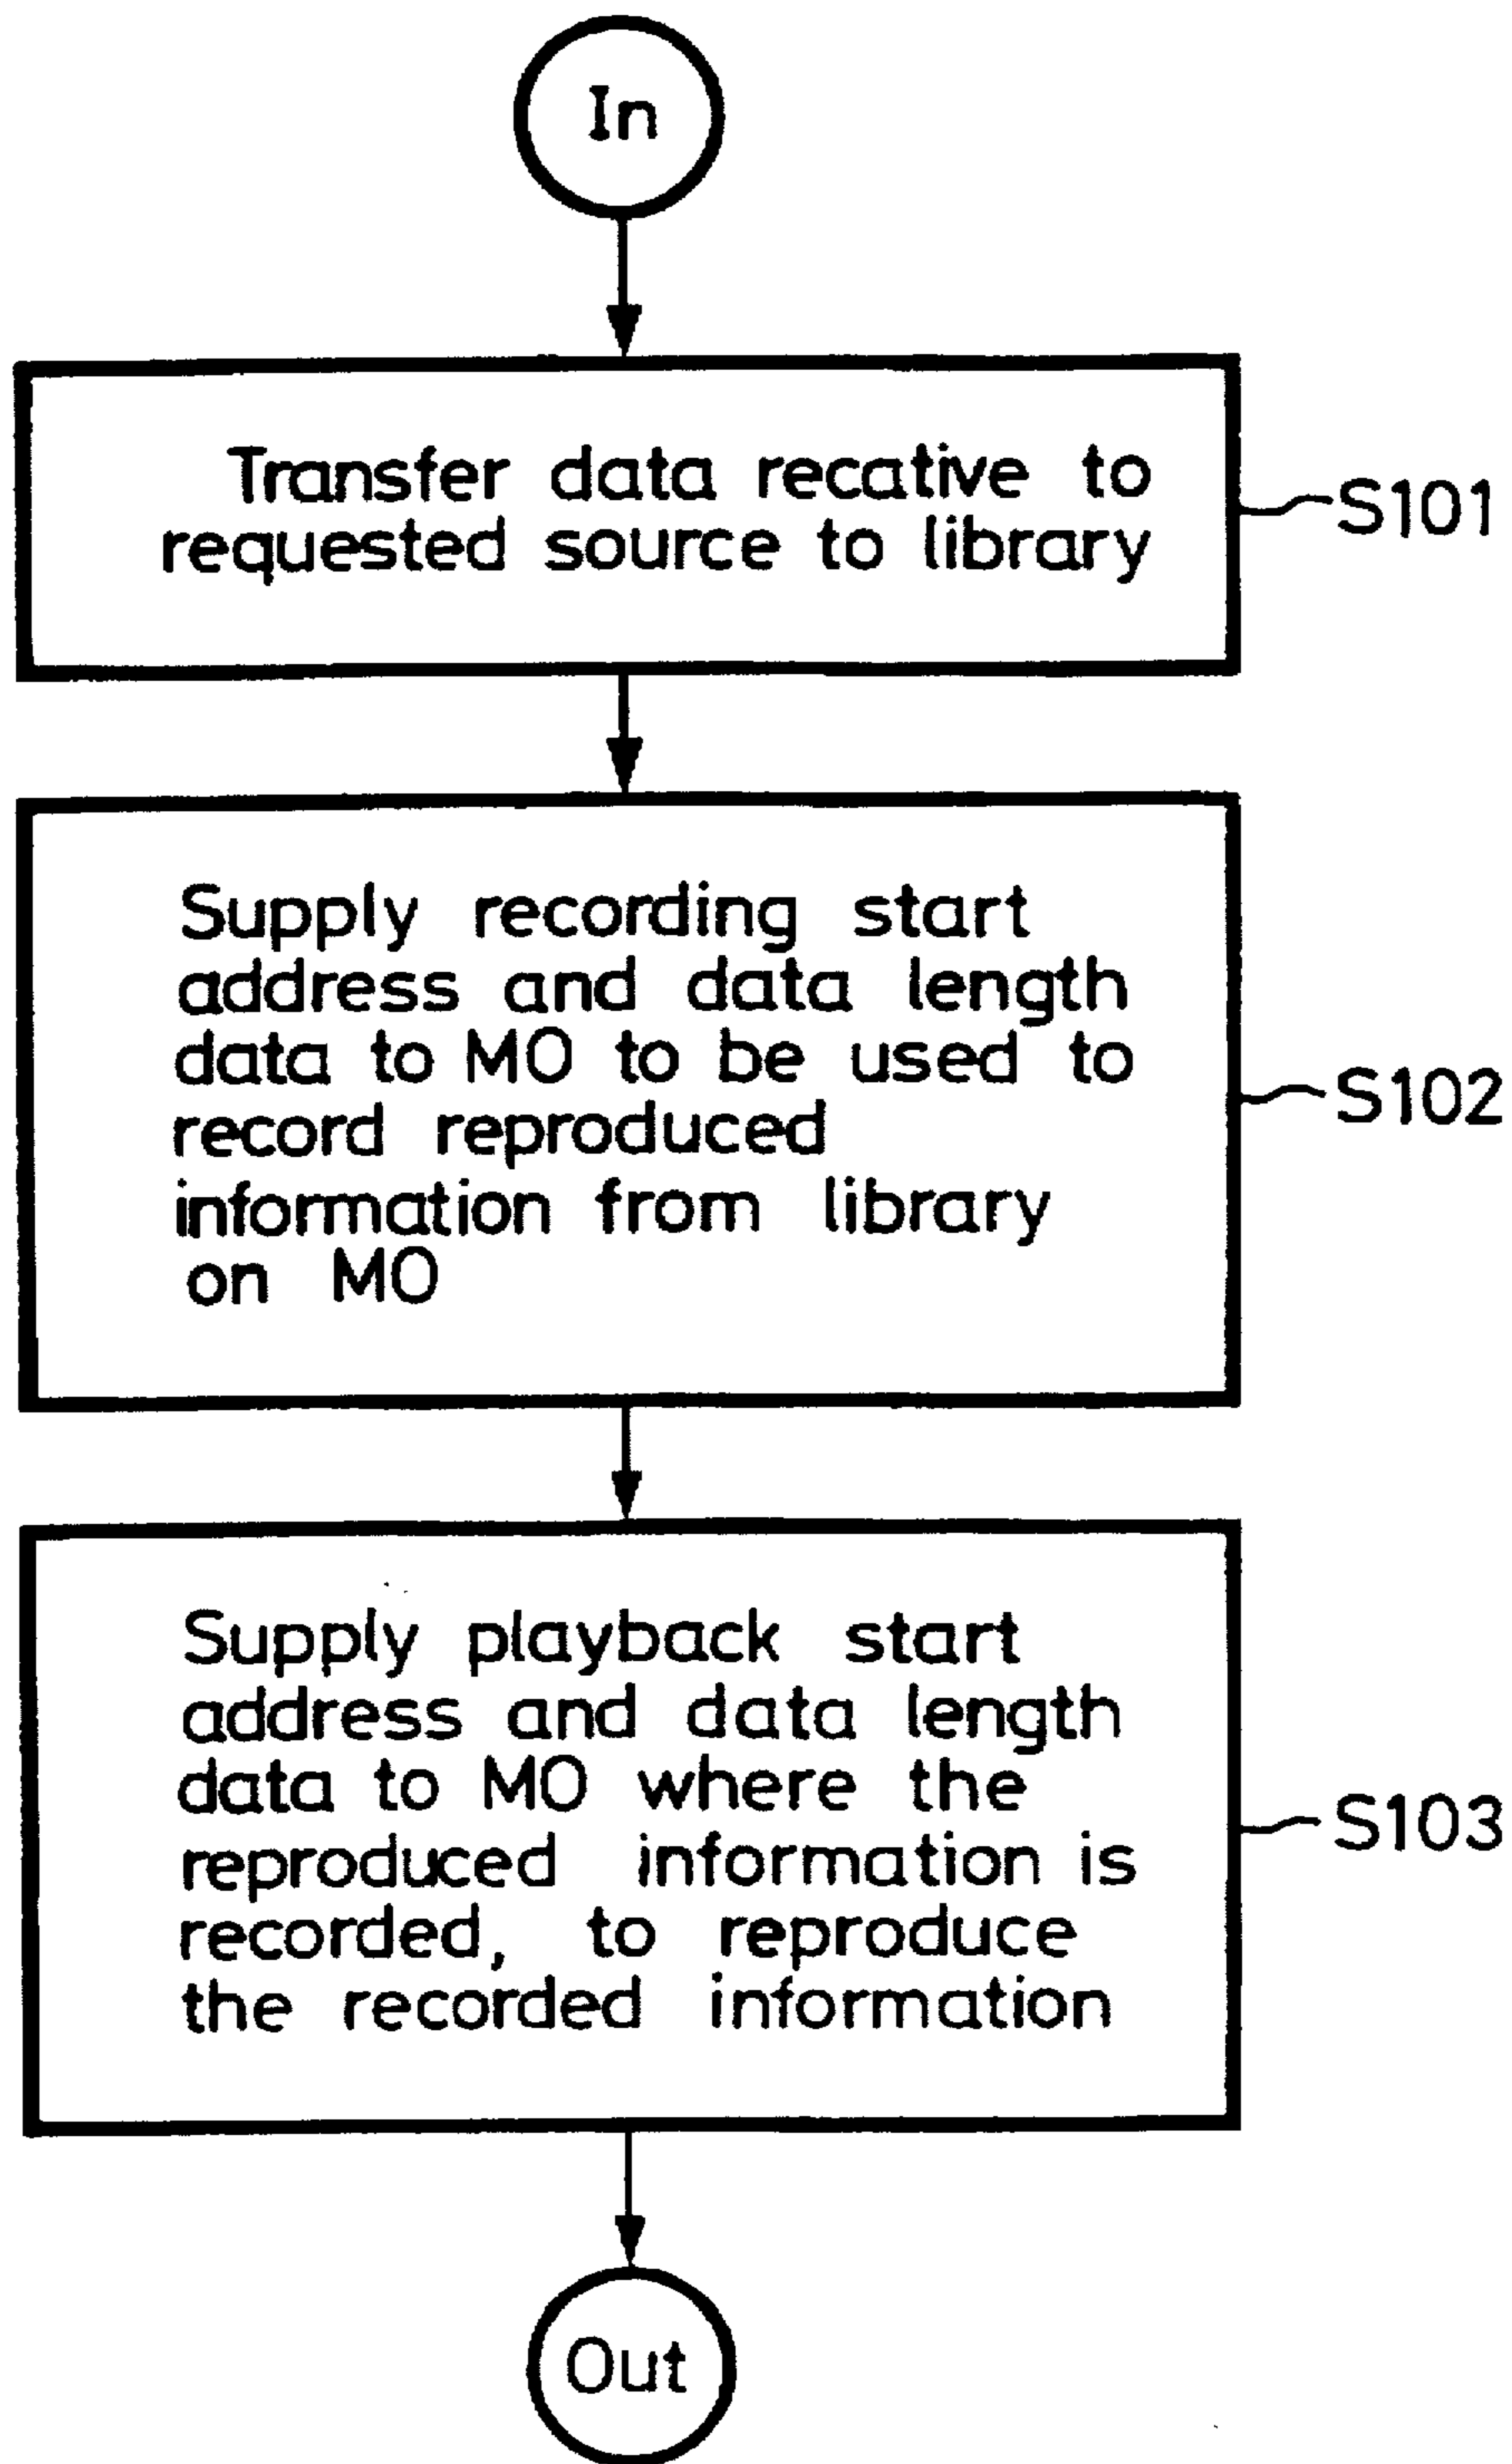 In
Transfer data recative to
requested source to library
S101
Supply recording start
address and data length
data to MO to be used to
record reproduced
information from library
on MO
S102
Supply playback start
address and data length
data to MO where the
reproduced information is
recorded, to reproduce
the recorded information
S103
Out